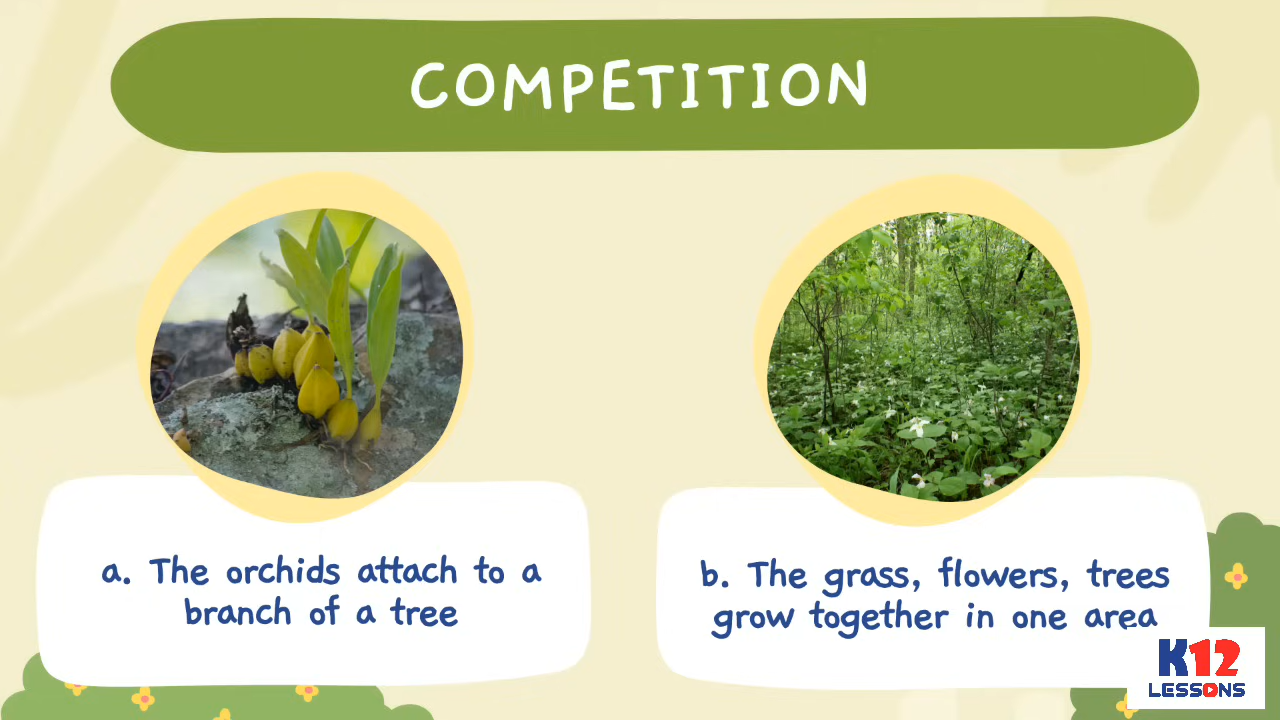 COMPETITION
a. The orchids attach to a
branch of a tree
b. The grass, flowers, trees
grow together in one area
K12
LESSONS